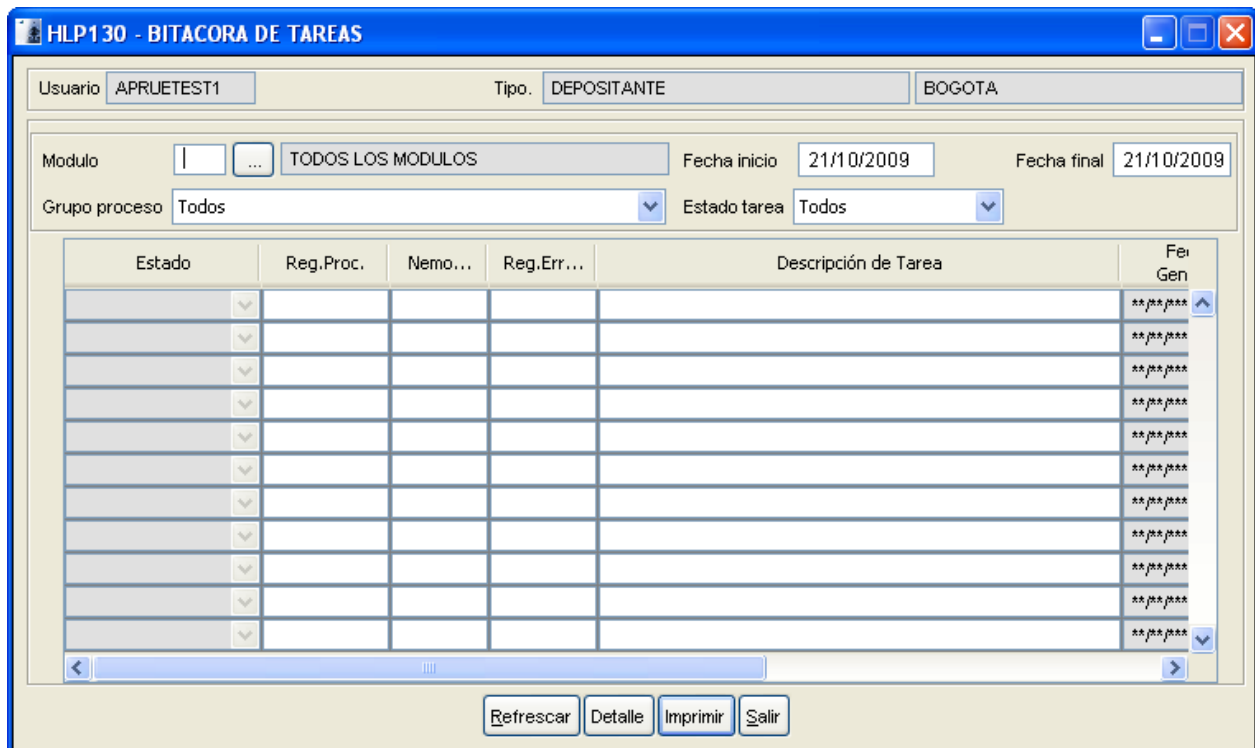 HLP130 - BITACORA DE TAREAS
Usuario APRUETEST1 Tipo. DEPOSITANTE BOGOTA
Modulo ... TODOS LOS MODULOS Fecha inicio 21/10/2009 Fecha final 21/10/2009
Grupo proceso Todos Estado tarea Todos
Estado Reg.Proc. Nemo... Reg.Err... Descripción de Tarea Fe
Gen
**/**/***
**/**/***
**/**/***
**/**/***
**/**/***
**/**/***
**/**/***
**/**/***
**/**/***
**/**/***
**/**/***
Refrescar Detalle Imprimir Salir